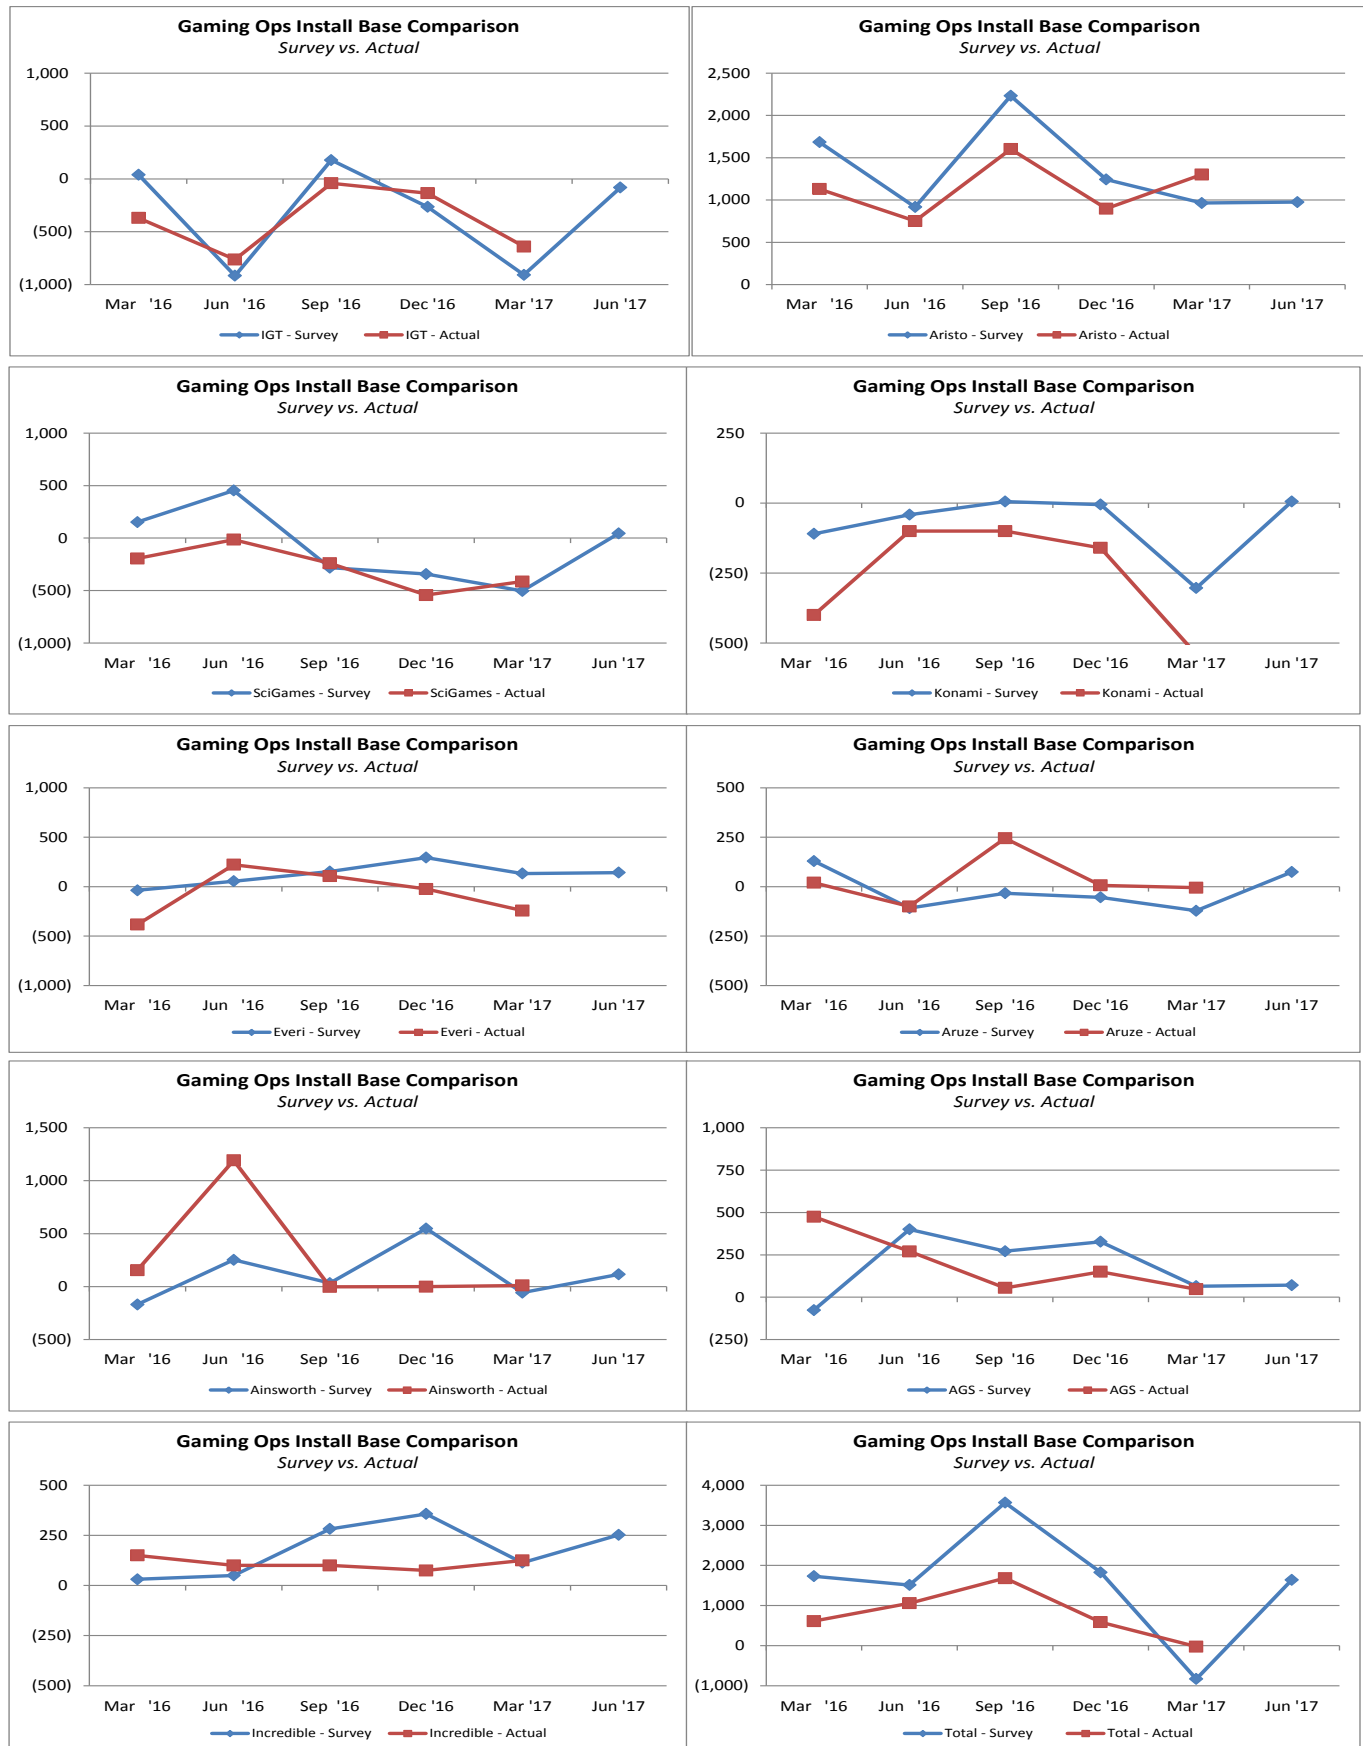 Gaming Ops Install Base Comparison
Survey vs. Actual
1,000
500
0
(500)
(1,000)
Mar '16 Jun '16 Sep '16 Dec '16 Mar '17 Jun '17
IGT - Survey IGT - Actual
Gaming Ops Install Base Comparison
Survey vs. Actual
2,500
2,000
1,500
1,000
500
0
Mar '16 Jun '16 Sep '16 Dec '16 Mar '17 Jun '17
Aristo - Survey Aristo - Actual
Gaming Ops Install Base Comparison
Survey vs. Actual
1,000
500
0
(500)
(1,000)
Mar '16 Jun '16 Sep '16 Dec '16 Mar '17 Jun '17
SciGames - Survey SciGames - Actual
Gaming Ops Install Base Comparison
Survey vs. Actual
250
0
(250)
(500)
Mar '16 Jun '16 Sep '16 Dec '16 Mar '17 Jun '17
Konami - Survey Konami - Actual
Gaming Ops Install Base Comparison
Survey vs. Actual
1,000
500
0
(500)
(1,000)
Mar '16 Jun '16 Sep '16 Dec '16 Mar '17 Jun '17
Everi - Survey Everi - Actual
Gaming Ops Install Base Comparison
Survey vs. Actual
500
250
0
(250)
(500)
Mar '16 Jun '16 Sep '16 Dec '16 Mar '17 Jun '17
Aruze - Survey Aruze - Actual
Gaming Ops Install Base Comparison
Survey vs. Actual
1,500
1,000
500
0
(500)
Mar '16 Jun '16 Sep '16 Dec '16 Mar '17 Jun '17
Ainsworth - Survey Ainsworth - Actual
Gaming Ops Install Base Comparison
Survey vs. Actual
1,000
750
500
250
0
(250)
Mar '16 Jun '16 Sep '16 Dec '16 Mar '17 Jun '17
AGS - Survey AGS - Actual
Gaming Ops Install Base Comparison
Survey vs. Actual
500
250
0
(250)
(500)
Mar '16 Jun '16 Sep '16 Dec '16 Mar '17 Jun '17
Incredible - Survey Incredible - Actual
Gaming Ops Install Base Comparison
Survey vs. Actual
4,000
3,000
2,000
1,000
0
(1,000)
Mar '16 Jun '16 Sep '16 Dec '16 Mar '17 Jun '17
Total - Survey Total - Actual